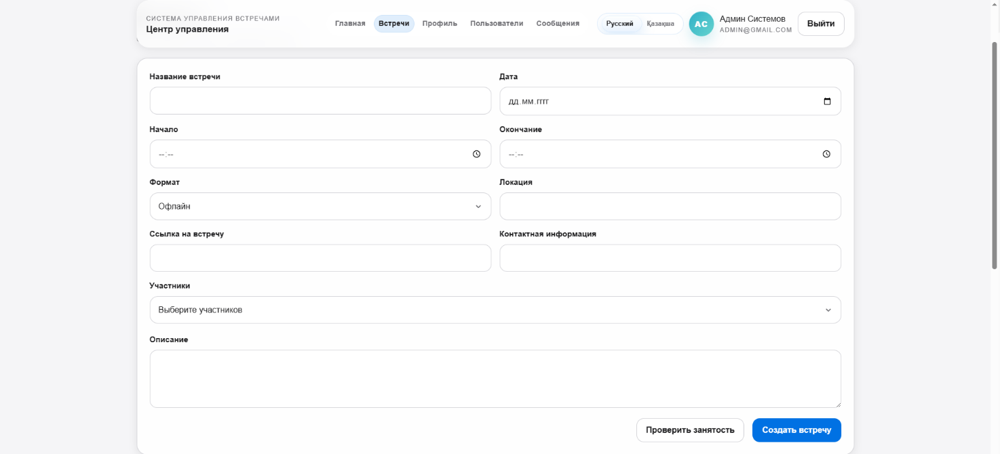 СИСТЕМА УПРАВЛЕНИЯ ВСТРЕЧАМИ
Центр управления
Главная Встречи Профиль Пользователи Сообщения
Русский Қазақша
АС
Админ Системов
ADMIN@GMAIL.COM
Выйти
Название встречи
Дата
дд.мм.гггг
Начало
Окончание
--:--
--:--
Формат
Локация
Офлайн
Ссылка на встречу
Контактная информация
Участники
Выберите участников
Описание
Проверить занятость
Создать встречу